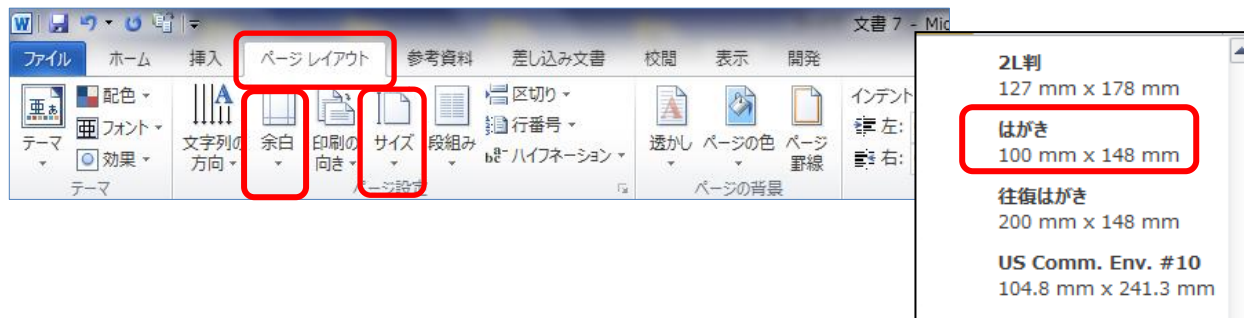 文書 7 - Mic
ファイル ホーム 挿入 ページ レイアウト 参考資料 差し込み文書 校閲 表示 開発
亜あ 配色 A 区切り A インデント
亜 フォント 行番号 左:
テーマ 効果 文字列の方向 余白 印刷の向き サイズ 段組み bc ハイフネーション 透かし ページの色 ページ罫線 右:
テーマ ページ設定 ページの背景
2L判
127 mm x 178 mm
はがき
100 mm x 148 mm
往復はがき
200 mm x 148 mm
US Comm. Env. #10
104.8 mm x 241.3 mm